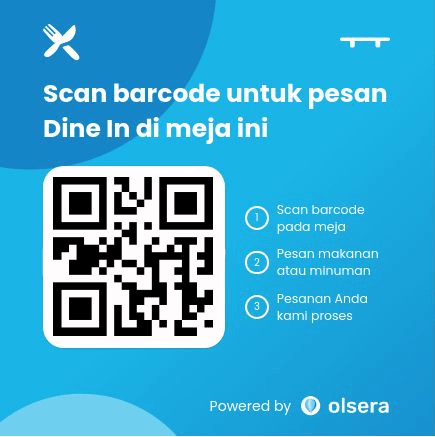 Scan barcode untuk pesan
Dine In di meja ini
1
Scan barcode
pada meja
2
Pesan makanan
atau minuman
3
Pesanan Anda
kami proses
Powered by olsera